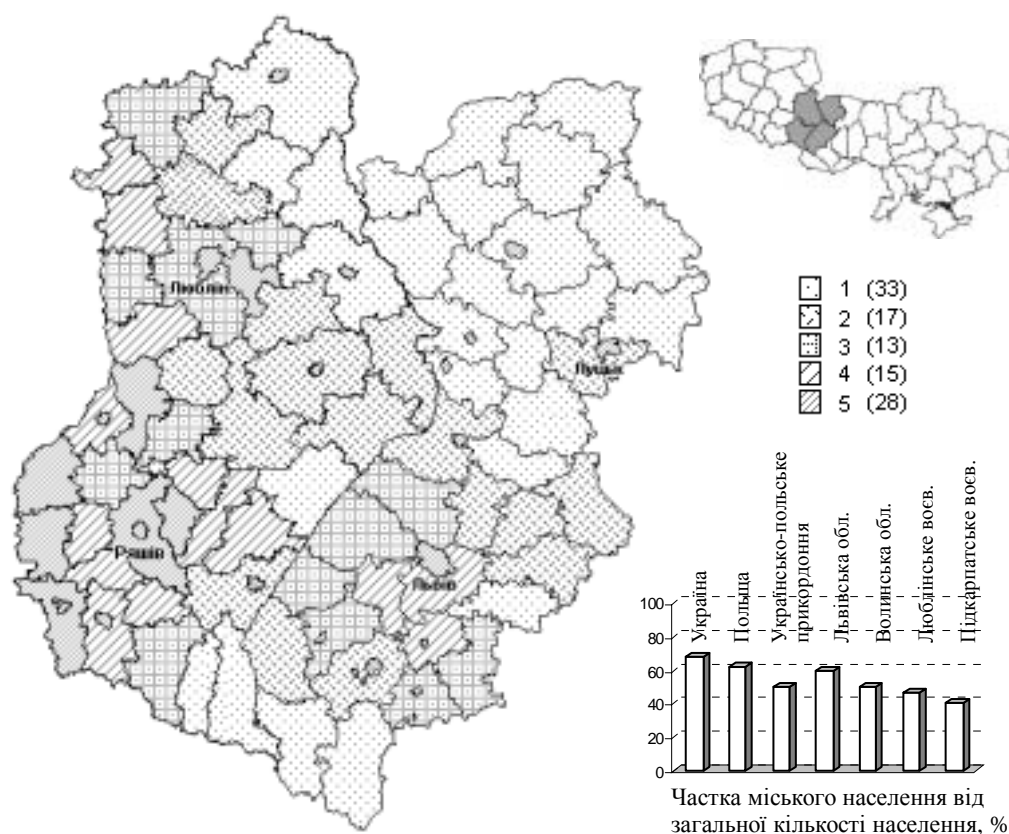 Люблін
Луцьк
Ряшів
Львів
1 (33)
2 (17)
3 (13)
4 (15)
5 (28)
Україна
Польща
Українсько-польське
прикордоння
Львівська обл.
Волинська обл.
Люблінське воєв.
Підкарпатське воєв.
100
80
60
40
20
0
Частка міського населення від
загальної кількості населення, %